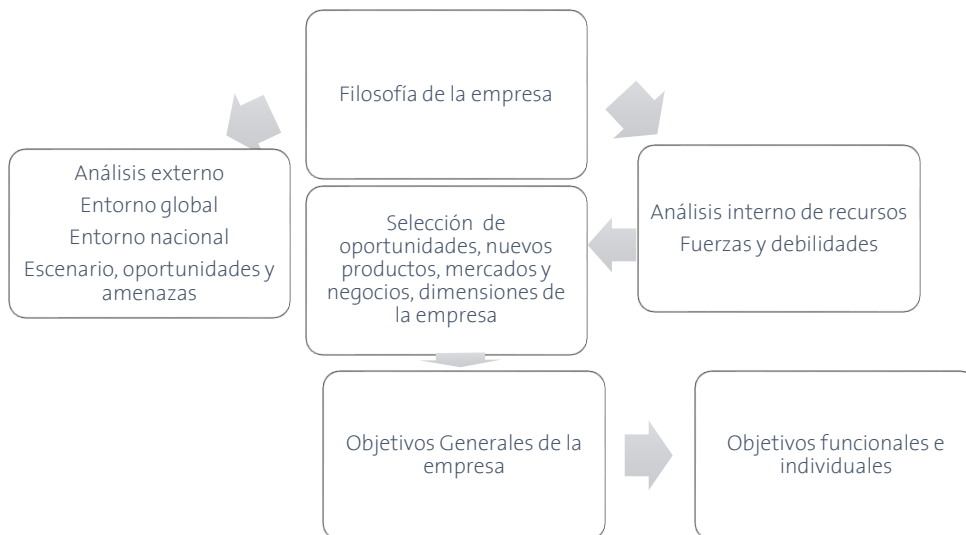 Filosofía de la empresa
Análisis externo
Entorno global
Entorno nacional
Escenario, oportunidades y
amenazas
Selección de
oportunidades, nuevos
productos, mercados y
negocios, dimensiones de
la empresa
Análisis interno de recursos
Fuerzas y debilidades
Objetivos Generales de la
empresa
Objetivos funcionales e
individuales